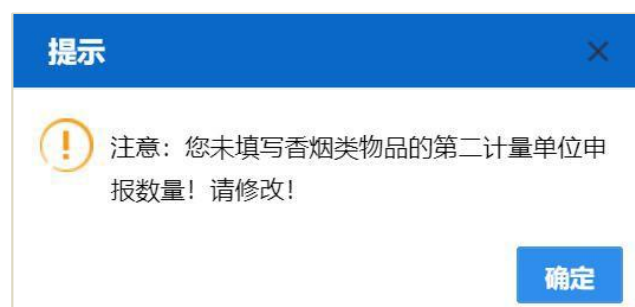 提示
注意：您未填写香烟类物品的第二计量单位申
报数量！请修改！
确定